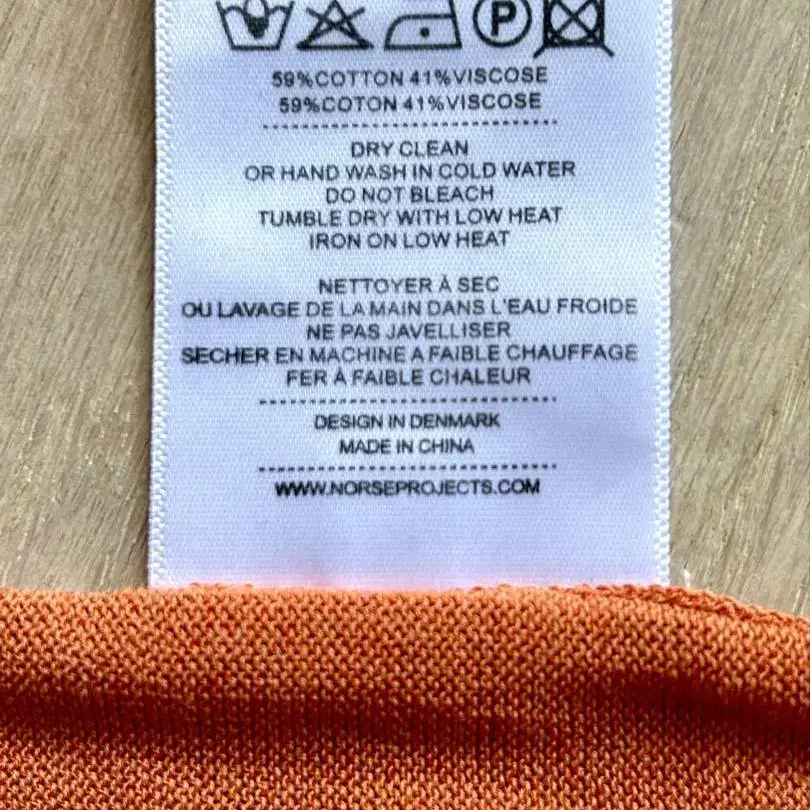 P
59%COTTON 41%VISCOSE
59%COTON 41%VISCOSE
DRY CLEAN
OR HAND WASH IN COLD WATER
DO NOT BLEACH
TUMBLE DRY WITH LOW HEAT
IRON ON LOW HEAT
NETTOYER À SEC
OU LAVAGE DE LA MAIN DANS L'EAU FROIDE
NE PAS JAVELLISER
SECHER EN MACHINE A FAIBLE CHAUFFAGE
FER À FAIBLE CHALEUR
DESIGN IN DENMARK
MADE IN CHINA
WWW.NORSEPROJECTS.COM